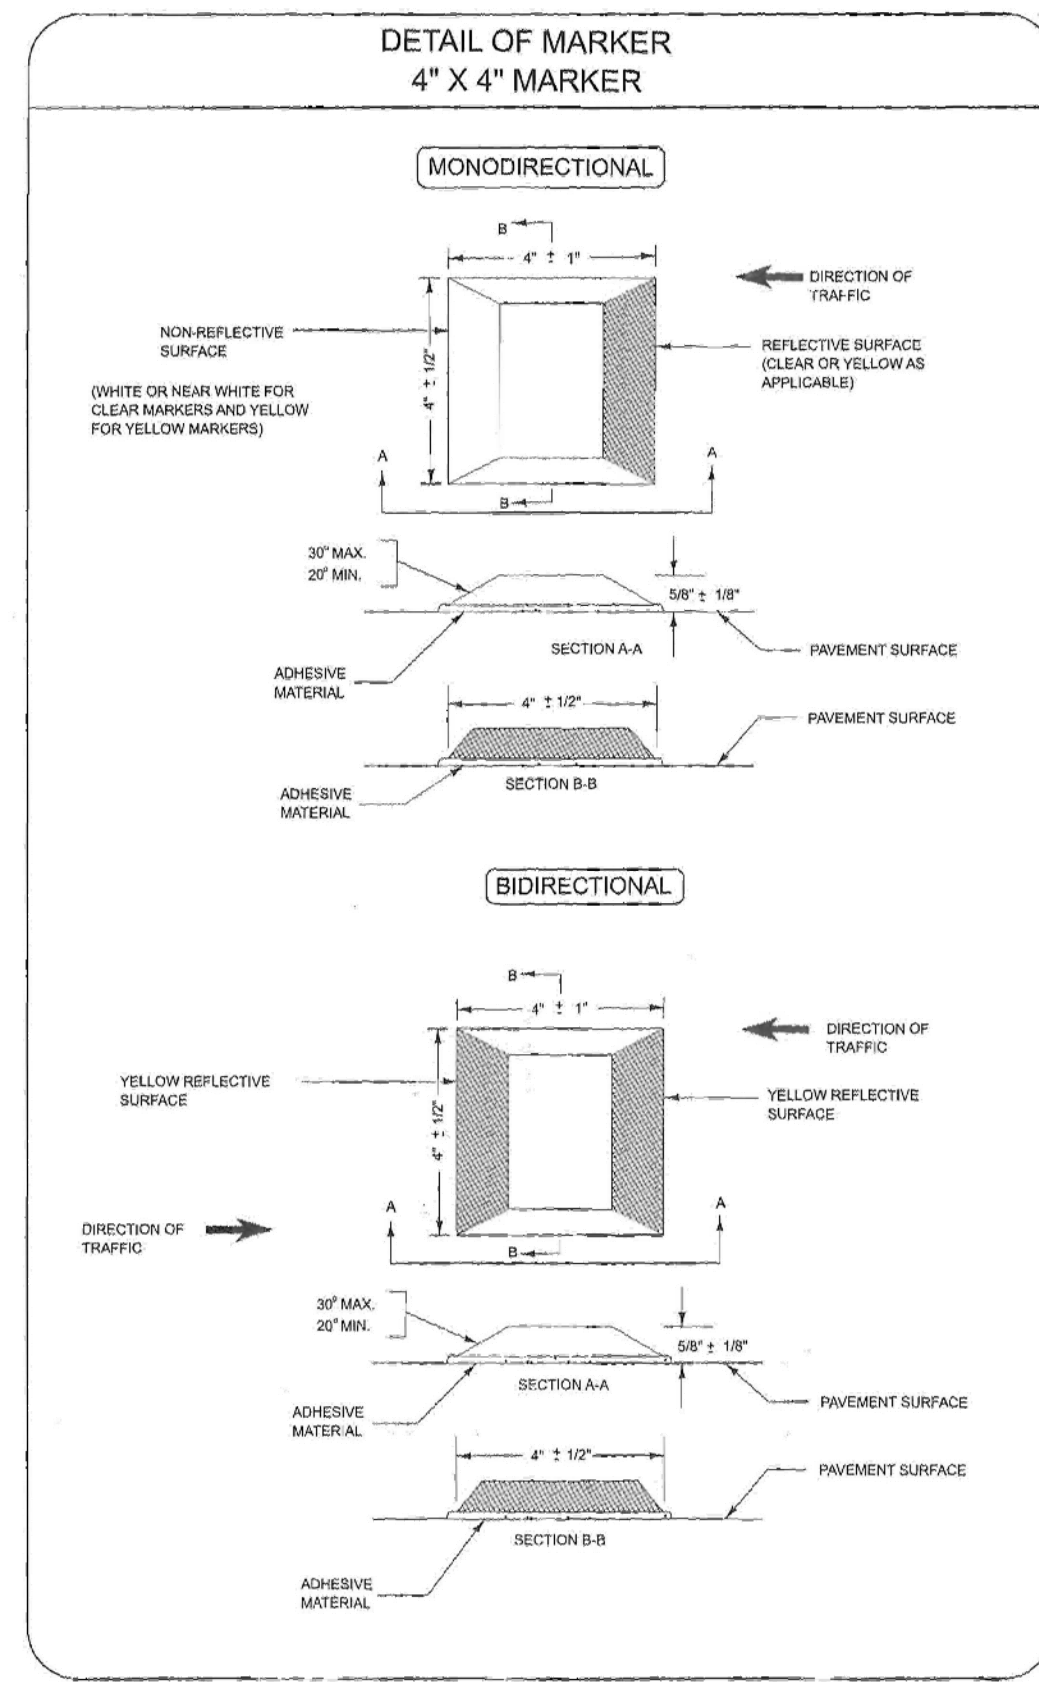 DETAIL OF MARKER
4" X 4" MARKER
MONODIRECTIONAL
B
4" ± 1"
DIRECTION OF
TRAFFIC
NON-REFLECTIVE
SURFACE
(WHITE OR NEAR WHITE FOR
CLEAR MARKERS AND YELLOW
FOR YELLOW MARKERS)
4" ± 1/2"
REFLECTIVE SURFACE
(CLEAR OR YELLOW AS
APPLICABLE)
A
A
B
30° MAX.
20° MIN.
5/8" ± 1/8"
SECTION A-A
PAVEMENT SURFACE
ADHESIVE
MATERIAL
4" ± 1/2"
PAVEMENT SURFACE
SECTION B-B
ADHESIVE
MATERIAL
BIDIRECTIONAL
B
4" ± 1"
DIRECTION OF
TRAFFIC
YELLOW REFLECTIVE
SURFACE
4" ± 1/2"
YELLOW REFLECTIVE
SURFACE
A
A
DIRECTION OF
TRAFFIC
B
30° MAX.
20° MIN.
5/8" ± 1/8"
SECTION A-A
PAVEMENT SURFACE
ADHESIVE
MATERIAL
4" ± 1/2"
PAVEMENT SURFACE
SECTION B-B
ADHESIVE
MATERIAL